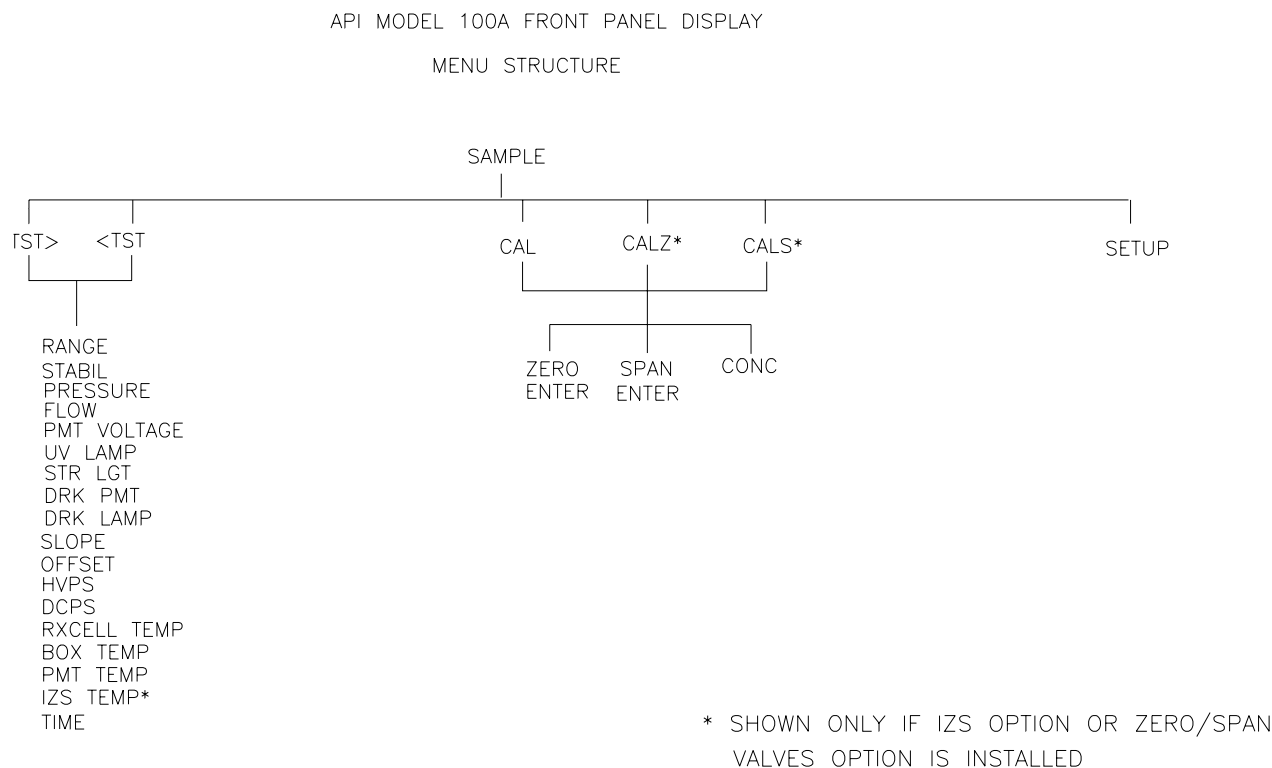 API MODEL 100A FRONT PANEL DISPLAY
MENU STRUCTURE
SAMPLE
TST> <TST CAL CALZ* CALS* SETUP
ZERO ENTER
SPAN ENTER
CONC
RANGE
STABIL
PRESSURE
FLOW
PMT VOLTAGE
UV LAMP
STR LGT
DRK PMT
DRK LAMP
SLOPE
OFFSET
HVPS
DCPS
RXCELL TEMP
BOX TEMP
PMT TEMP
IZS TEMP*
TIME
* SHOWN ONLY IF IZS OPTION OR ZERO/SPAN
VALVES OPTION IS INSTALLED